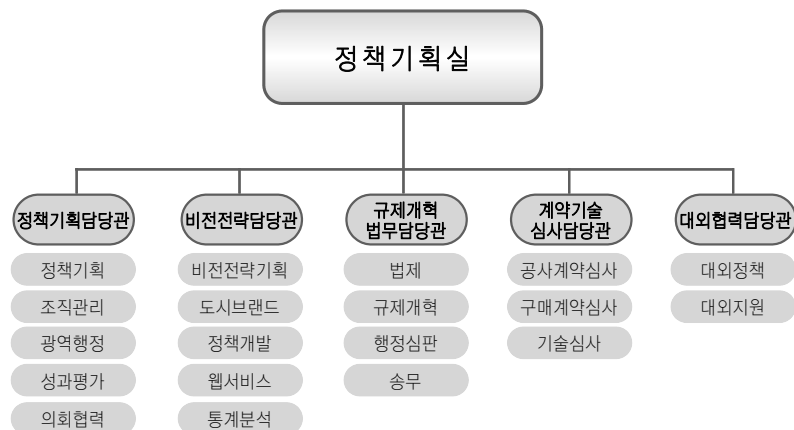 정책기획실
정책기획담당관
정책기획
조직관리
광역행정
성과평가
의회협력
비전전략담당관
비전전략기획
도시브랜드
정책개발
웹서비스
통계분석
규제개혁
법무담당관
법제
규제개혁
행정심판
송무
계약기술
심사담당관
공사계약심사
구매계약심사
기술심사
대외협력담당관
대외정책
대외지원